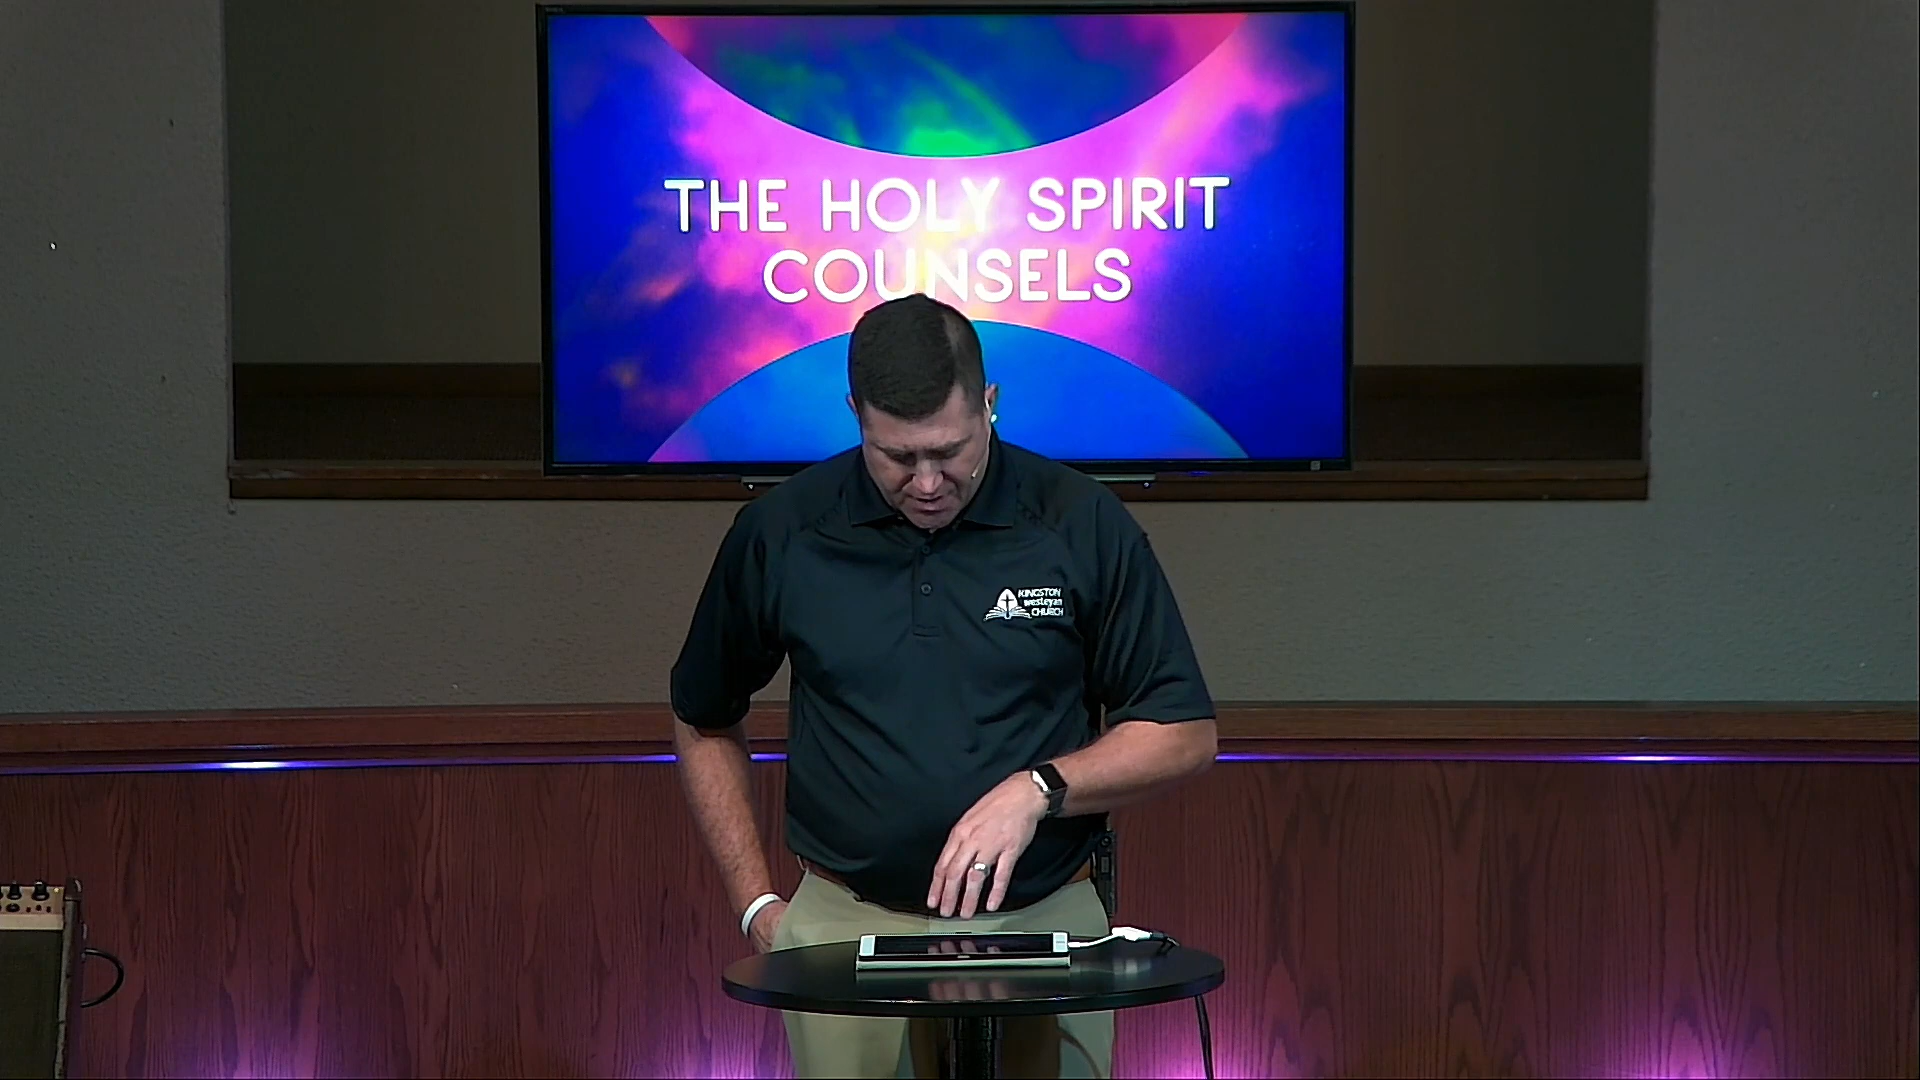 THE HOLY SPIRIT
COUNSELS
KINGSTON
wesleyan
CHURCH